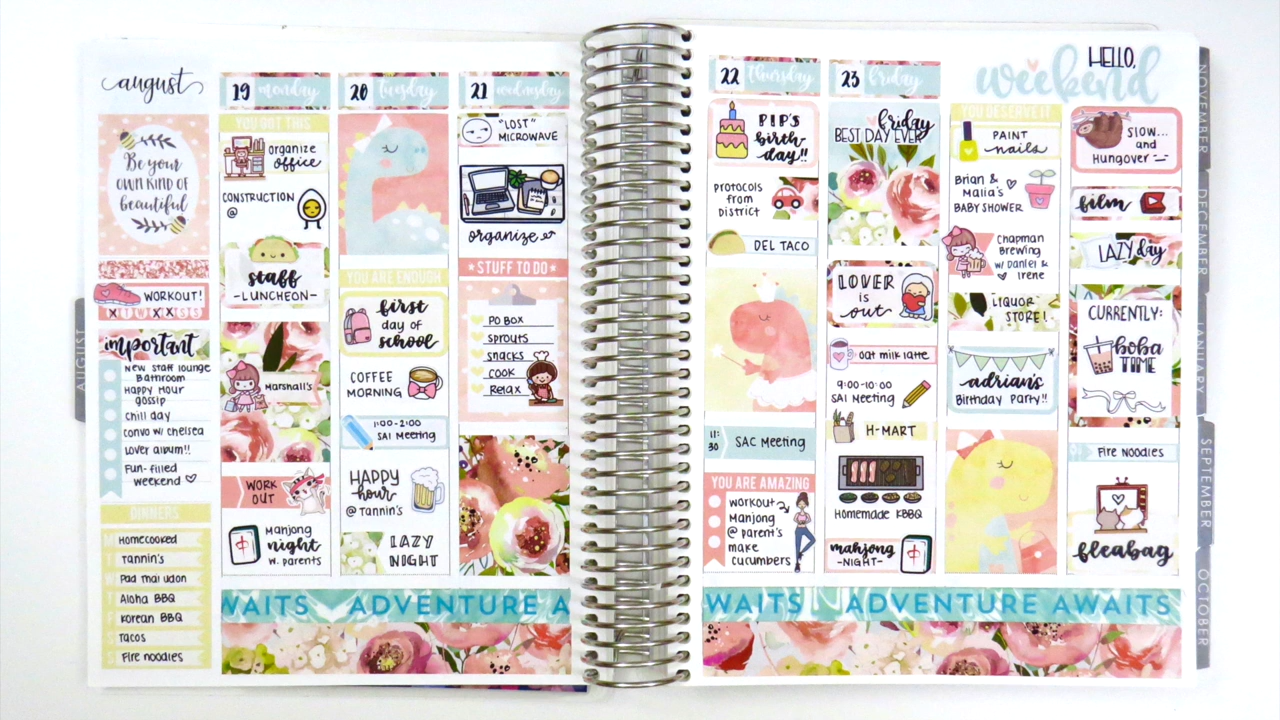 august
Be your
OWN KIND OF
beautiful
WORKOUT!
important
New staff lounge
Bathroom
Happy Hour
gossip
Chill day
Convo w/ chelsea
Lover album!!
Fun-filled
weekend
DINNERS
Homecooked
Tannin's
Pad mai udon
Aloha BBQ
Korean BBQ
Tacos
Fire noodles
AUGUST
19 monday
YOU GOT THIS
organize
office
CONSTRUCTION
@
staff
-LUNCHEON-
Marshall's
WORK
OUT
Mahjong
night
w. parents
20 tuesday
YOU ARE ENOUGH
first
day of
school
COFFEE
MORNING
1:00-2:00
SAI Meeting
HAPPY
hour
@ Tannin's
LAZY
NIGHT
21 wednesday
"LOST"
MICROWAVE
organize
STUFF TO DO
PO BOX
sprouts
snacks
cook
Relax
WAITS ADVENTURE A
22 thursday
PIP'S
birth-
day!!
Protocols
from
District
DEL TACO
11:
30
SAC Meeting
YOU ARE AMAZING
Workout
Mahjong
@ parent's
make
cucumbers
23 friday
friday
BEST DAY EVER
LOVER
is
out
oat milk latte
9:00-10:00
SAI Meeting
H-MART
Homemade KBBQ
mahjong
-NIGHT-
HELLO,
weekend
YOU DESERVE IT
PAINT
nails
Brian &
Malia's
BABY SHOWER
Chapman
Brewing
w/ Daniel &
Irene
LIQUOR
STORE!
adrian's
Birthday Party!!
SLOW...
and
Hungover
film
LAZY day
CURRENTLY:
boba
TIME
Fire Noodles
fleabag
WAITS ADVENTURE AWAITS
NOVEMBER
DECEMBER
JANUARY
SEPTEMBER
OCTOBER